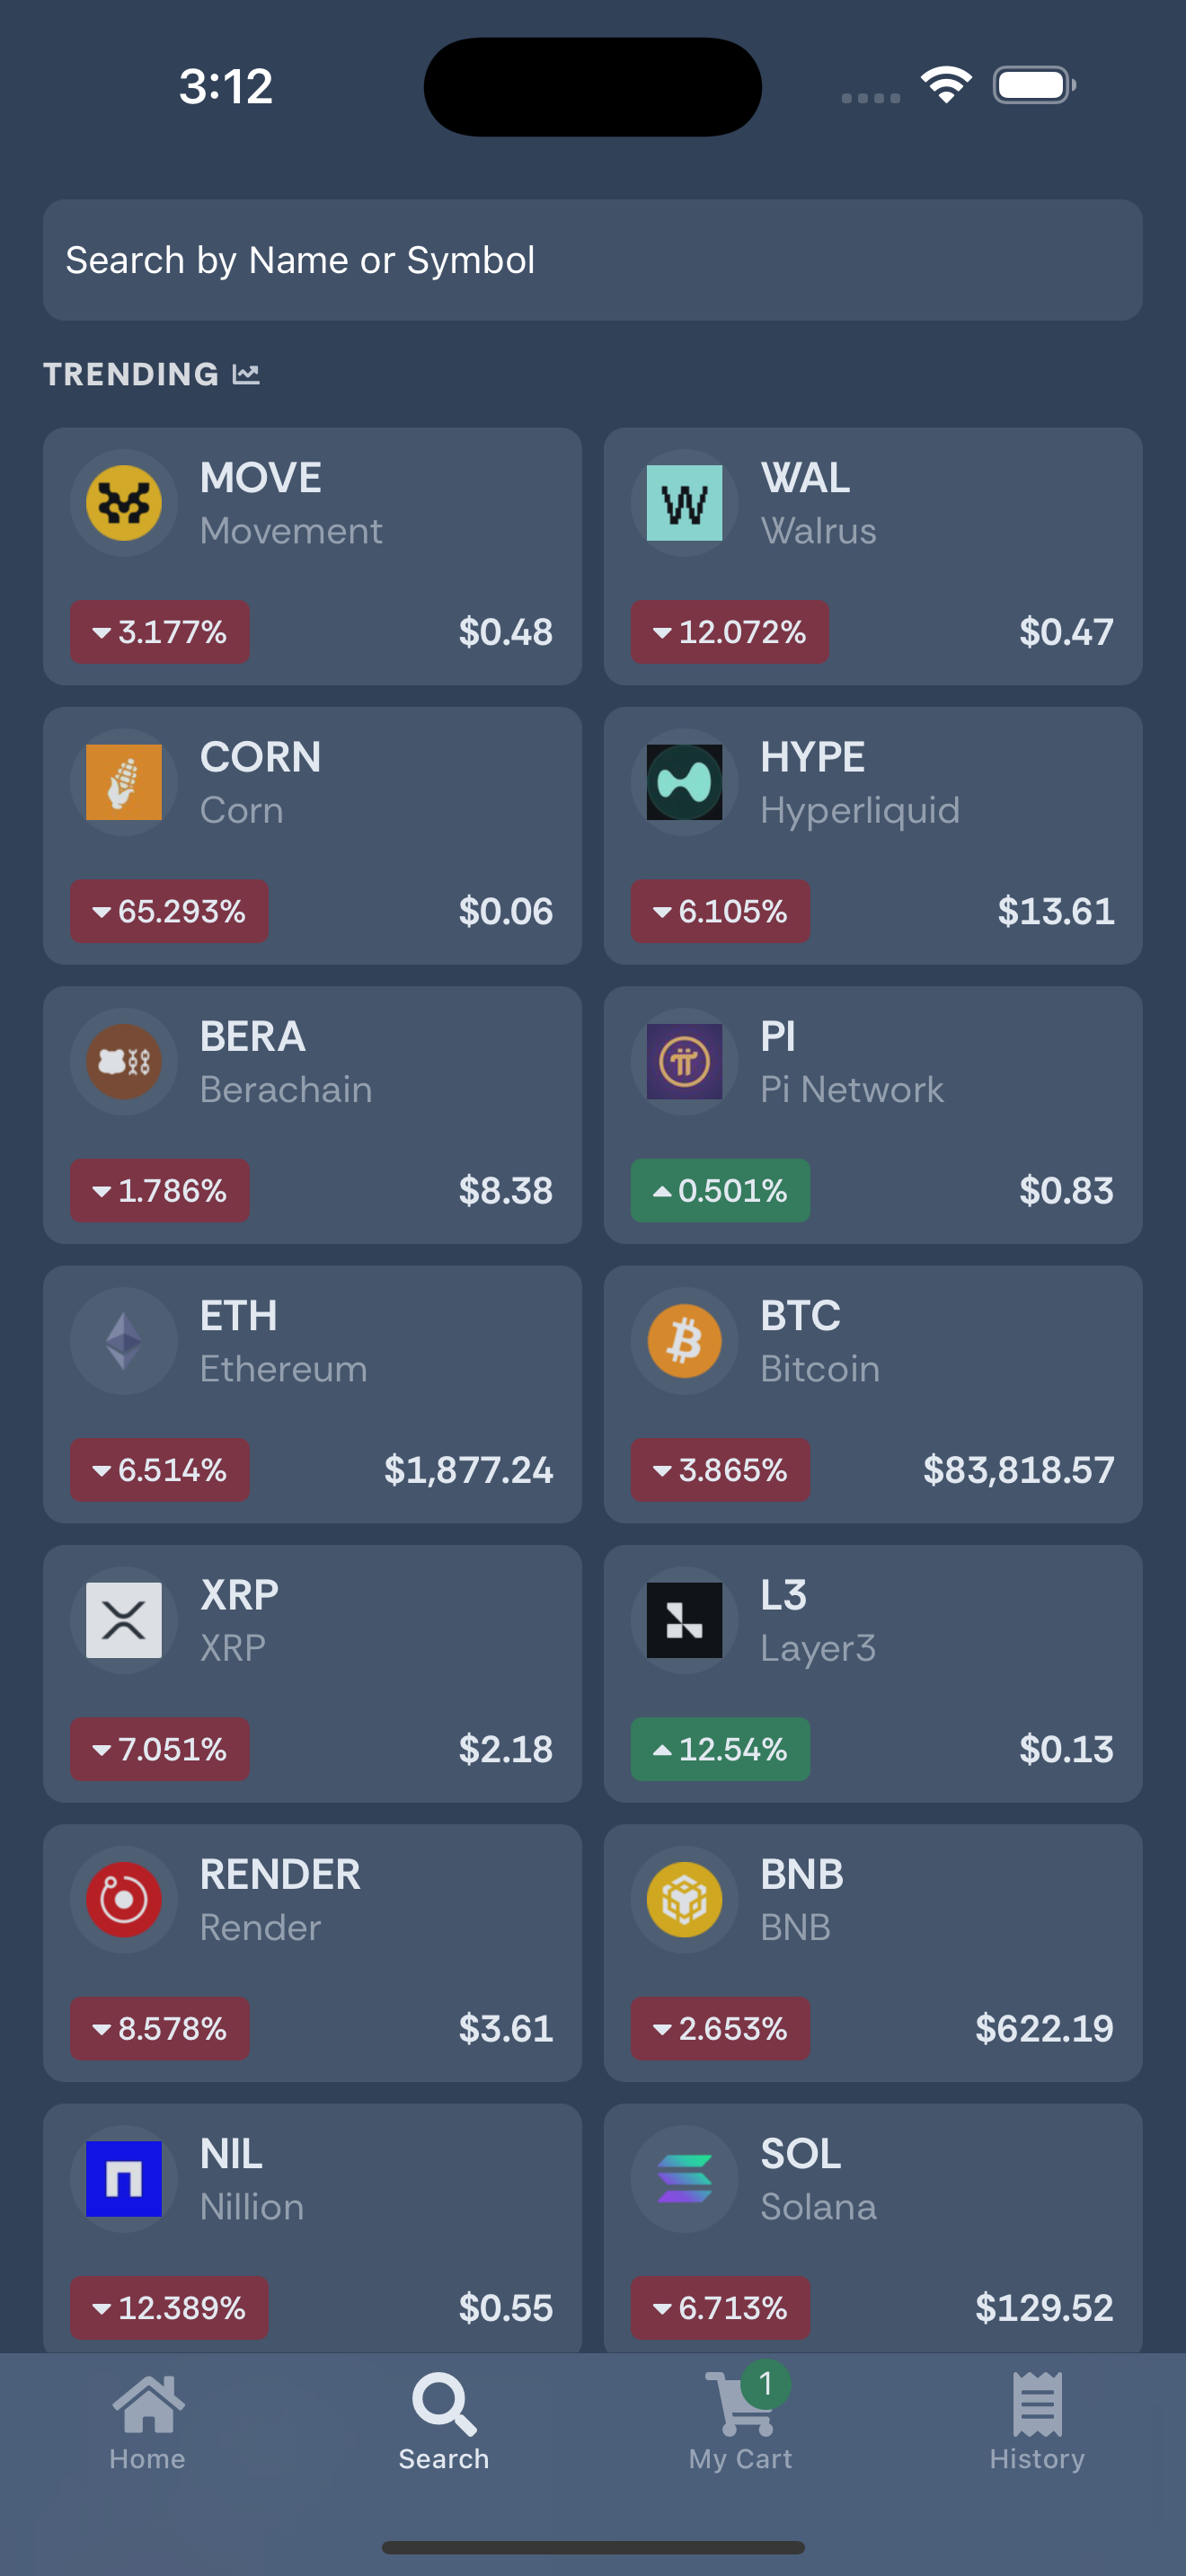 3:12
Search by Name or Symbol
TRENDING
MOVE
Movement
3.177%
$0.48
WAL
Walrus
12.072%
$0.47
CORN
Corn
65.293%
$0.06
HYPE
Hyperliquid
6.105%
$13.61
BERA
Berachain
1.786%
$8.38
PI
Pi Network
0.501%
$0.83
ETH
Ethereum
6.514%
$1,877.24
BTC
Bitcoin
3.865%
$83,818.57
XRP
XRP
7.051%
$2.18
L3
Layer3
12.54%
$0.13
RENDER
Render
8.578%
$3.61
BNB
BNB
2.653%
$622.19
NIL
Nillion
12.389%
$0.55
SOL
Solana
6.713%
$129.52
Home
Search
1
My Cart
History